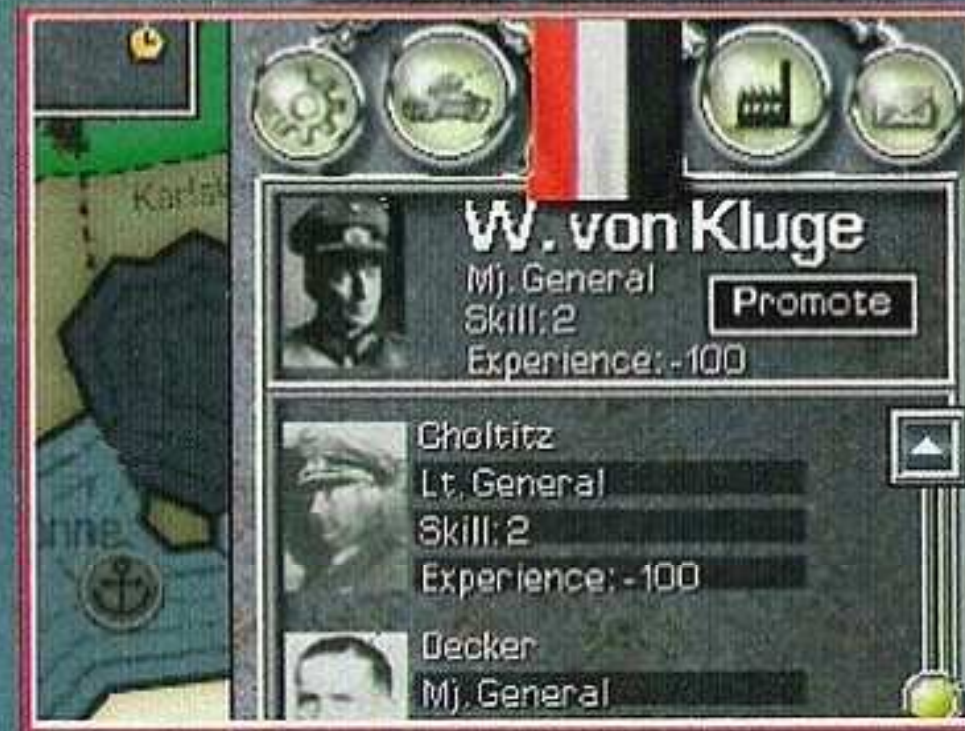 W. von Kluge
Mj. General
Skill: 2
Promote
Experience: -100
Choltitz
Lt. General
Skill: 2
Experience: -100
Decker
Mj. General